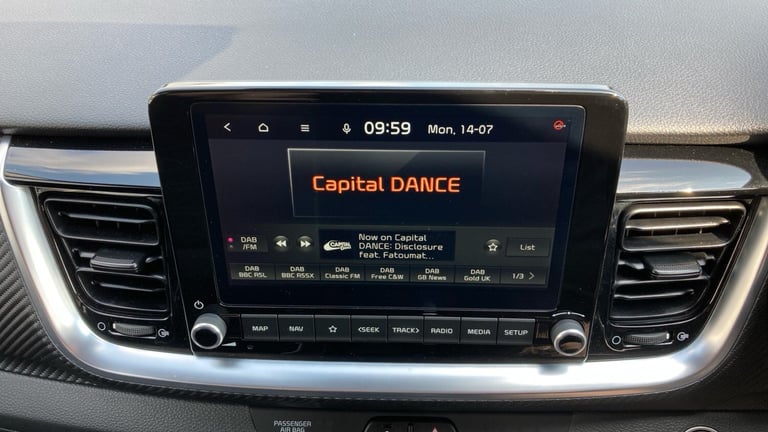 09:59 Mon, 14-07
Capital DANCE
DAB
/FM
CAPITAL
Now on Capital
DANCE: Disclosure
feat. Fatoumat...
List
DAB
BBC RSL
DAB
BBC R5SX
DAB
Classic FM
DAB
Free C&W
DAB
GB News
DAB
Gold UK
1/3
MAP
NAV
<SEEK
TRACK>
RADIO
MEDIA
SETUP
PASSENGER
AIR BAG